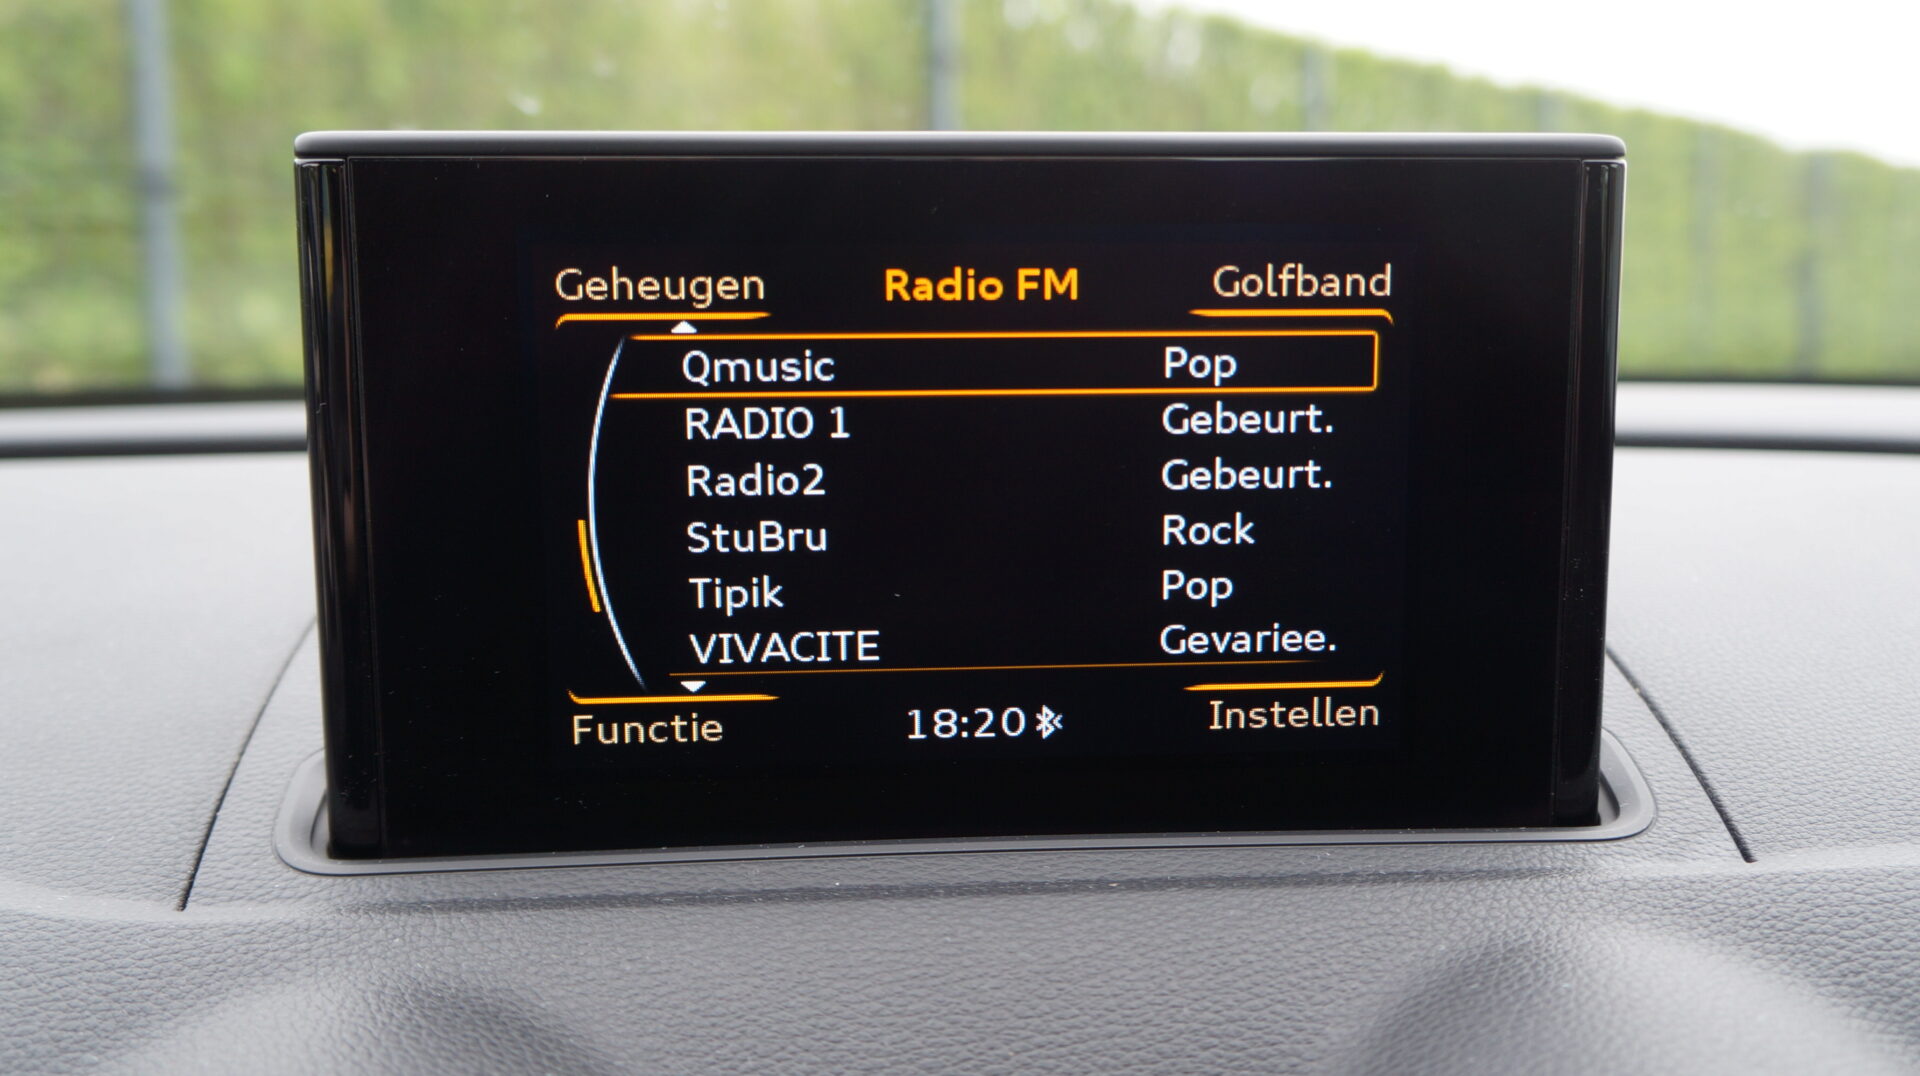 Geheugen Radio FM Golfband
Qmusic Pop
RADIO 1 Gebeurt.
Radio2 Gebeurt.
StuBru Rock
Tipik Pop
VIVACITE Gevariee.
Functie 18:20 Instellen